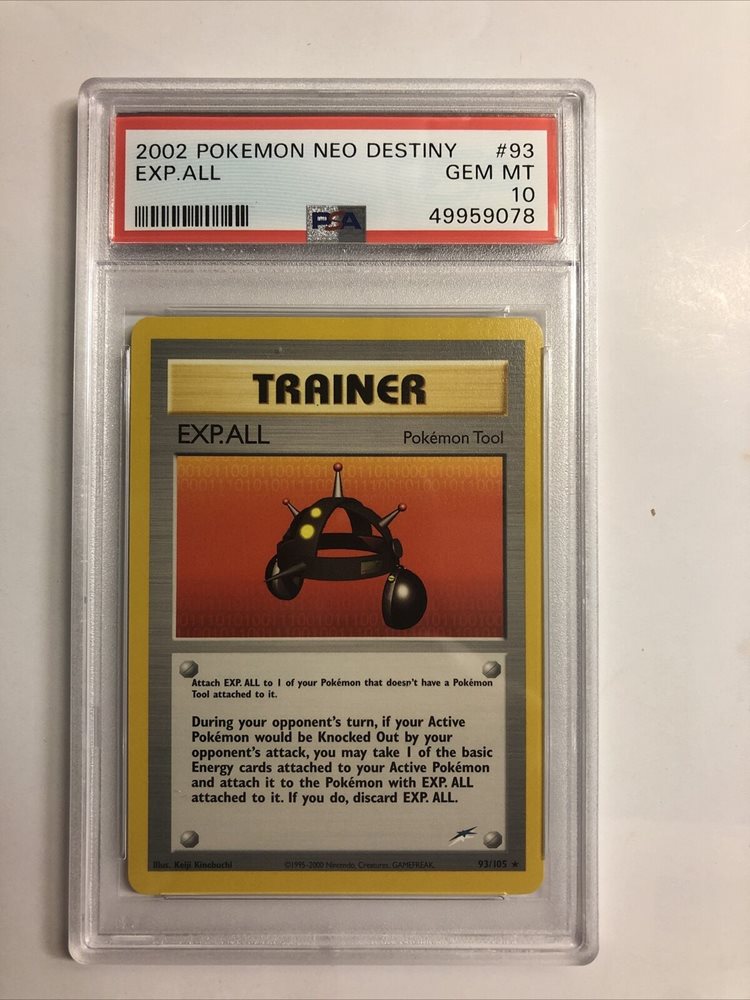 2002 POKEMON NEO DESTINY #93
EXP.ALL GEM MT
10
PSA 49959078
TRAINER
EXP.ALL Pokémon Tool
Attach EXP. ALL to 1 of your Pokémon that doesn't have a Pokémon
Tool attached to it.
During your opponent's turn, if your Active
Pokémon would be Knocked Out by your
opponent's attack, you may take 1 of the basic
Energy cards attached to your Active Pokémon
and attach it to the Pokémon with EXP. ALL
attached to it. If you do, discard EXP. ALL.
Illus. Keiji Kinebuchi ©1995-2000 Nintendo, Creatures, GAMEFREAK. 93/105 ★